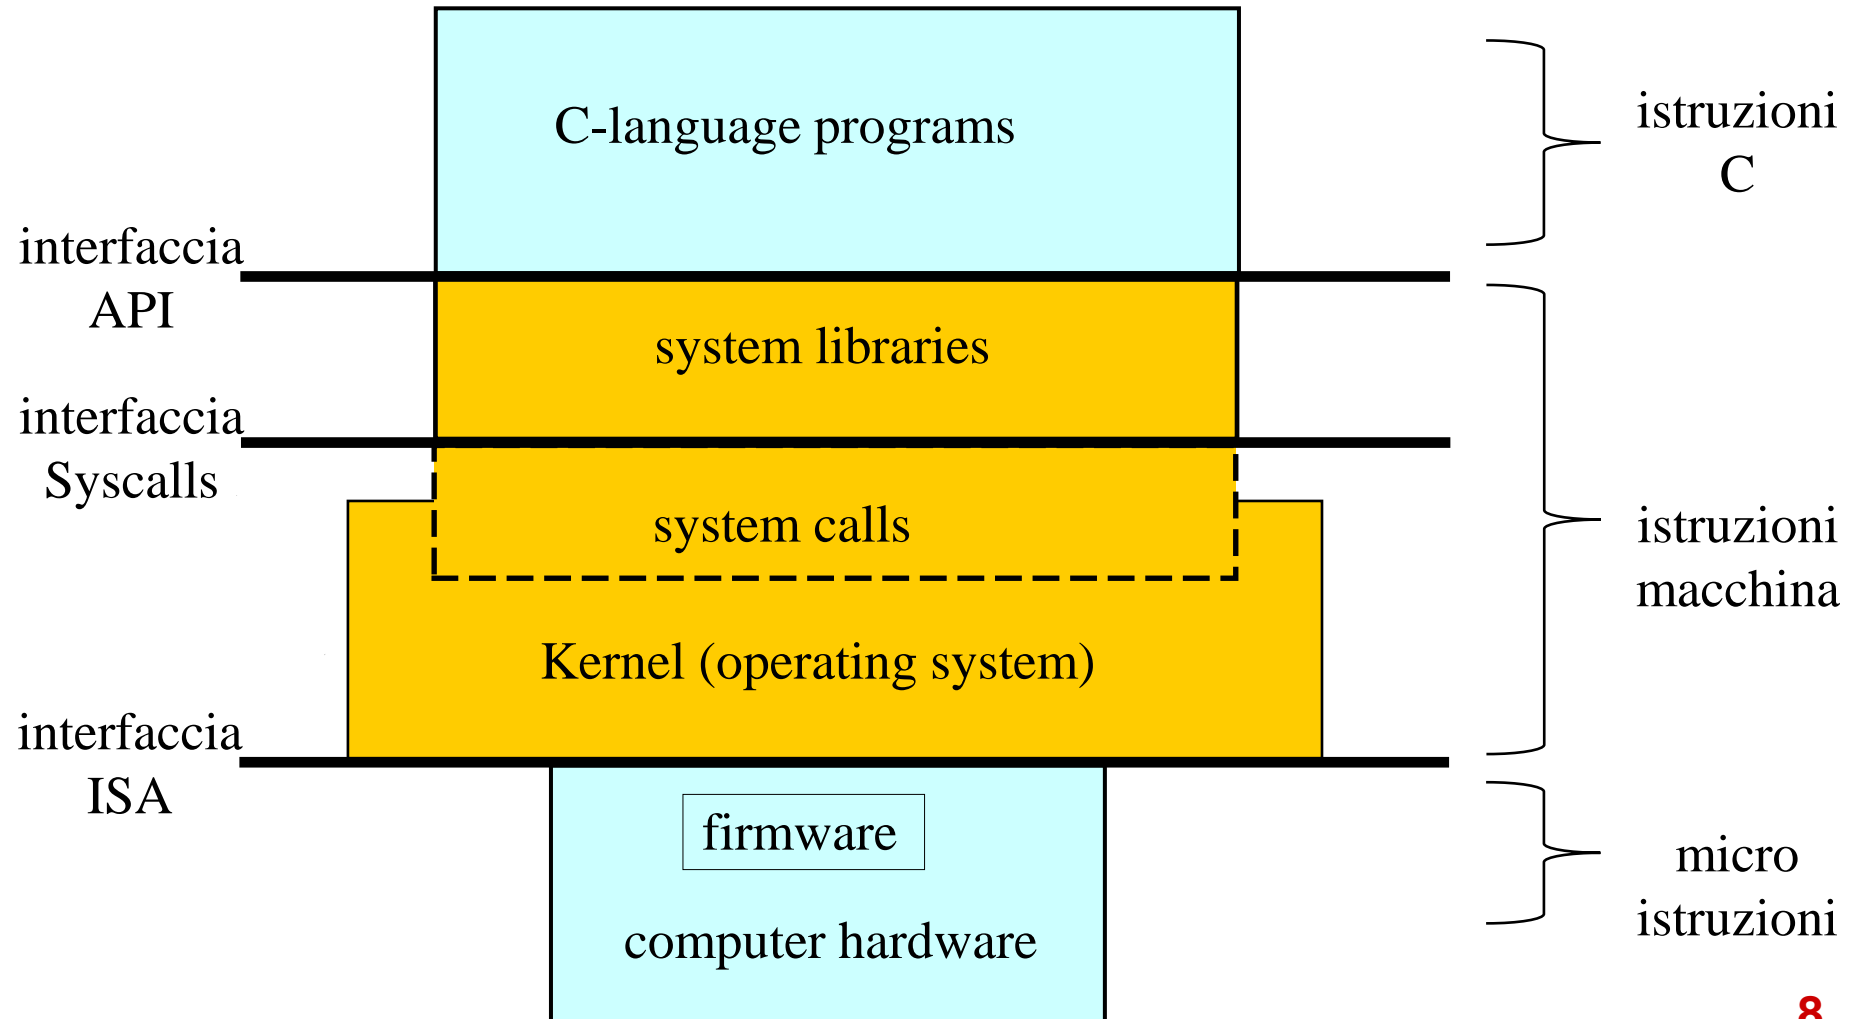 C-language programs
istruzioni
C
interfaccia
API
system libraries
interfaccia
Syscalls
system calls
istruzioni
macchina
Kernel (operating system)
interfaccia
ISA
firmware
micro
istruzioni
computer hardware
8